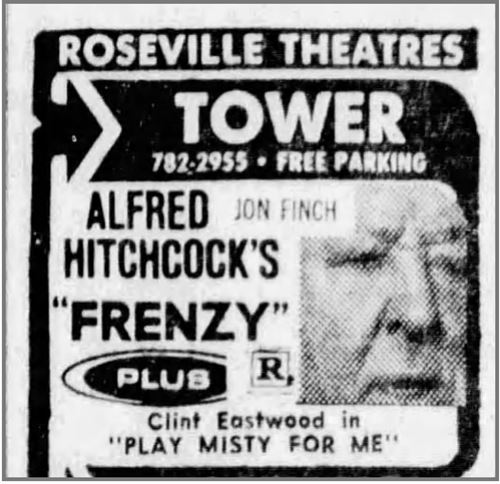 ROSEVILLE THEATRES
TOWER
782-2955 • FREE PARKING
ALFRED JON FINCH
HITCHCOCK'S
"FRENZY"
PLUS R
Clint Eastwood in
"PLAY MISTY FOR ME"